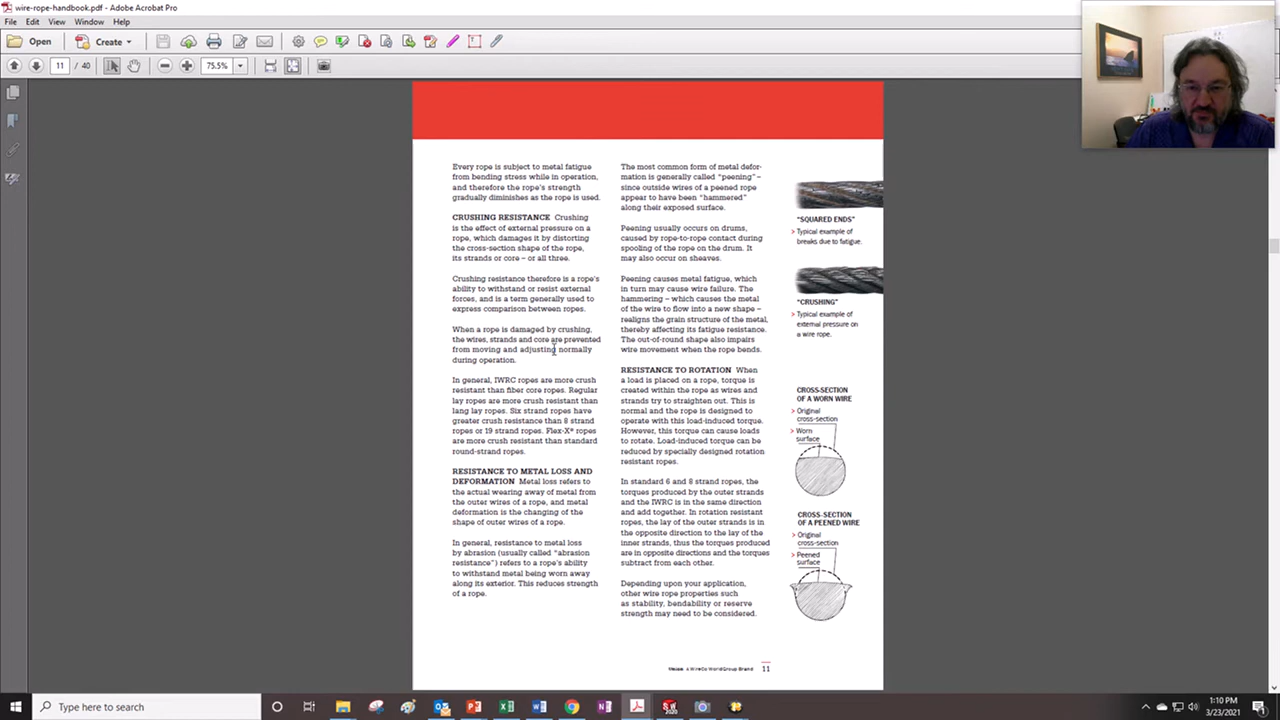 wire-rope-handbook.pdf - Adobe Acrobat Pro
File Edit View Window Help
Open Create
11 / 40 75.5%
Every rope is subject to metal fatigue
from bending stress while in operation,
and therefore the rope's strength
gradually diminishes as the rope is used.
CRUSHING RESISTANCE Crushing
is the effect of external pressure on a
rope, which damages it by distorting
the cross-section shape of the rope,
its strands or core – or all three.
Crushing resistance therefore is a rope's
ability to withstand or resist external
forces, and is a term generally used to
express comparison between ropes.
When a rope is damaged by crushing,
the wires, strands and core are prevented
from moving and adjusting normally
during operation.
In general, IWRC ropes are more crush
resistant than fiber core ropes. Regular
lay ropes are more crush resistant than
lang lay ropes. Six strand ropes have
greater crush resistance than 8 strand
ropes or 19 strand ropes. Flex-X® ropes
are more crush resistant than standard
round-strand ropes.
RESISTANCE TO METAL LOSS AND
DEFORMATION Metal loss refers to
the actual wearing away of metal from
the outer wires of a rope, and metal
deformation is the changing of the
shape of outer wires of a rope.
In general, resistance to metal loss
by abrasion (usually called "abrasion
resistance") refers to a rope's ability
to withstand metal being worn away
along its exterior. This reduces strength
of a rope.
The most common form of metal defor-
mation is generally called "peening" –
since outside wires of a peened rope
appear to have been "hammered"
along their exposed surface.
Peening usually occurs on drums,
caused by rope-to-rope contact during
spooling of the rope on the drum. It
may also occur on sheaves.
Peening causes metal fatigue, which
in turn may cause wire failure. The
hammering – which causes the metal
of the wire to flow into a new shape –
realigns the grain structure of the metal,
thereby affecting its fatigue resistance.
The out-of-round shape also impairs
wire movement when the rope bends.
RESISTANCE TO ROTATION When
a load is placed on a rope, torque is
created within the rope as wires and
strands try to straighten out. This is
normal and the rope is designed to
operate with this load-induced torque.
However, this torque can cause loads
to rotate. Load-induced torque can be
reduced by specially designed rotation
resistant ropes.
In standard 6 and 8 strand ropes, the
torques produced by the outer strands
and the IWRC is in the same direction
and add together. In rotation resistant
ropes, the lay of the outer strands is in
the opposite direction to the lay of the
inner strands, thus the torques produced
are in opposite directions and the torques
subtract from each other.
Depending upon your application,
other wire rope properties such
as stability, bendability or reserve
strength may need to be considered.
"SQUARED ENDS"
> Typical example of
breaks due to fatigue.
"CRUSHING"
> Typical example of
external pressure on
a wire rope.
CROSS-SECTION
OF A WORN WIRE
> Original
cross-section
> Worn
surface
CROSS-SECTION
OF A PEENED WIRE
> Original
cross-section
> Peened
surface
A WireCo WorldGroup Brand 11
Type here to search
1:10 PM
3/23/2021